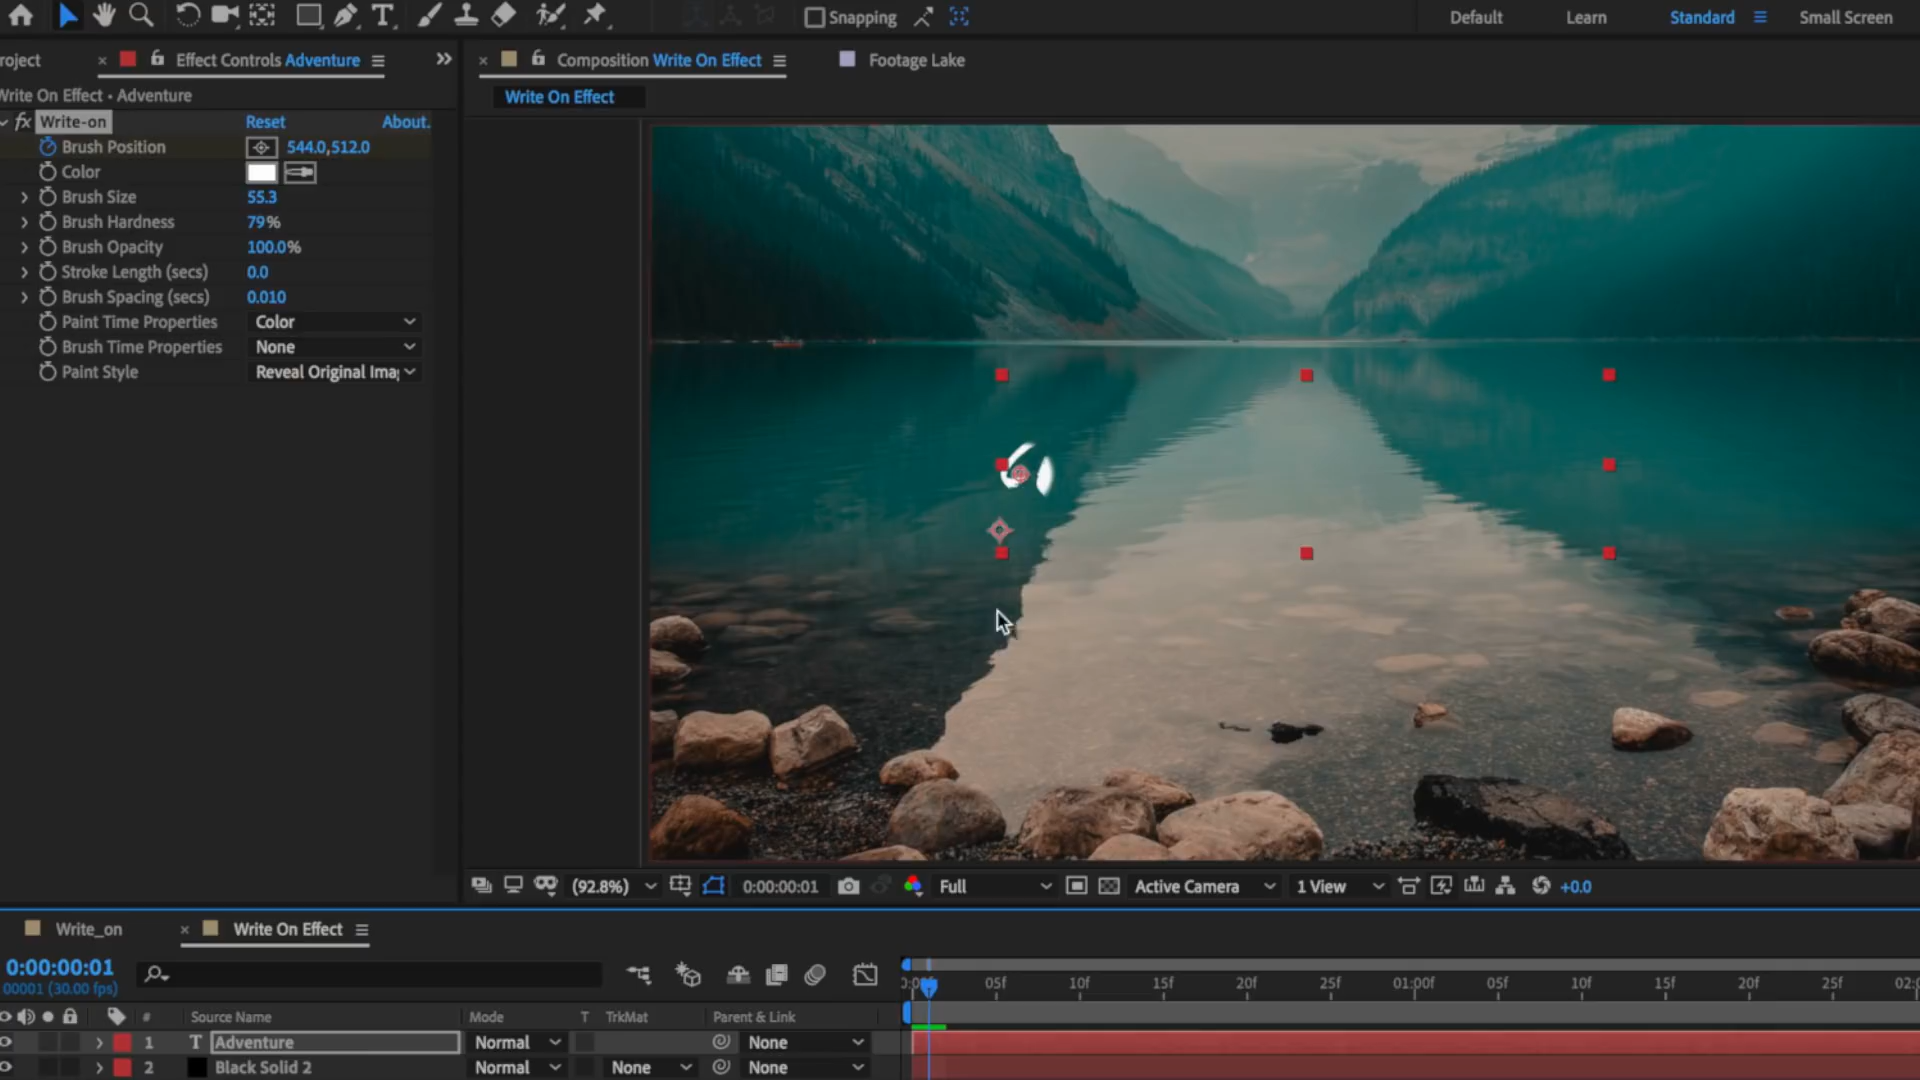 Snapping
Default
Learn
Standard
Small Screen
roject
Effect Controls Adventure
Composition Write On Effect
Footage Lake
Write On Effect • Adventure
Write On Effect
fx Write-on
Reset
About.
Brush Position
544.0,512.0
Color
Brush Size
55.3
Brush Hardness
79%
Brush Opacity
100.0%
Stroke Length (secs)
0.0
Brush Spacing (secs)
0.010
Paint Time Properties
Color
Brush Time Properties
None
Paint Style
Reveal Original Ima
(92.8%)
0:00:00:01
Full
Active Camera
1 View
+0.0
Write_on
Write On Effect
0:00:00:01
00001 (30.00 fps)
05f
10f
15f
20f
25f
01:00f
05f
10f
15f
20f
25f
02:
#
Source Name
Mode
T
TrkMat
Parent & Link
1
T
Adventure
Normal
None
2
Black Solid 2
Normal
None
None